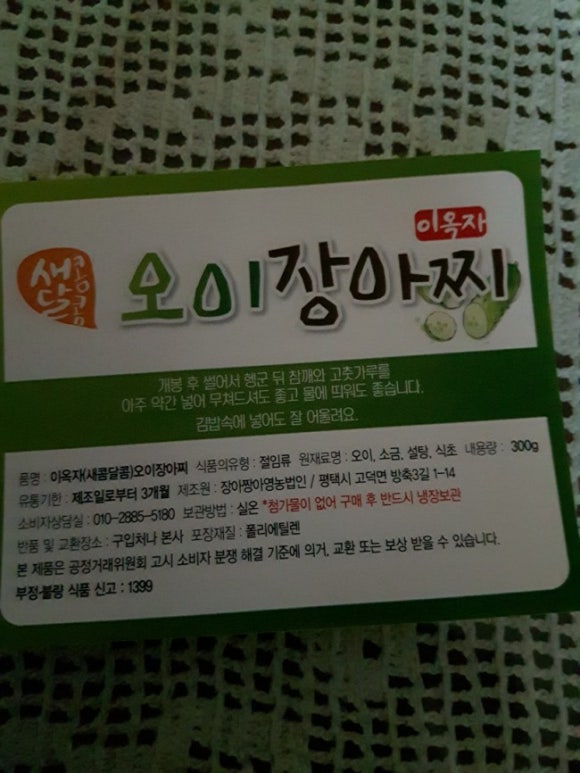 이옥자
새콤달콤
오이장아찌
개봉 후 썰어서 헹군 뒤 참깨와 고춧가루를
아주 약간 넣어 무쳐드셔도 좋고 물에 띄워도 좋습니다.
김밥속에 넣어도 잘 어울려요.
품명 : 이옥자(새콤달콤)오이장아찌 식품의유형 : 절임류 원재료명 : 오이, 소금, 설탕, 식초 내용량 : 300g
유통기한 : 제조일로부터 3개월 제조원 : 장아짱아영농법인 / 평택시 고덕면 방축3길 1-14
소비자상담실 : 010-2885-5180 보관방법 : 실온 *첨가물이 없어 구매 후 반드시 냉장보관
반품 및 교환장소 : 구입처나 본사 포장재질 : 폴리에틸렌
본 제품은 공정거래위원회 고시 소비자 분쟁 해결 기준에 의거, 교환 또는 보상 받을 수 있습니다.
부정·불량 식품 신고 : 1399